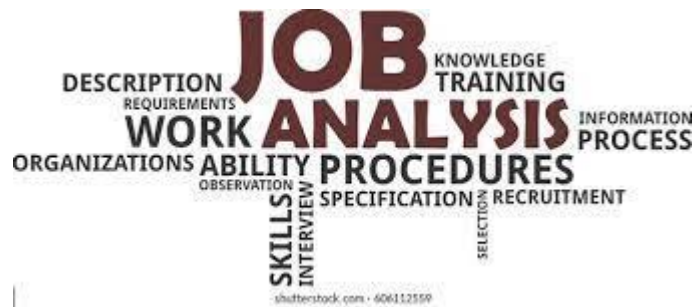 JOB
KNOWLEDGE
DESCRIPTION
TRAINING
REQUIREMENTS
WORK
ANALYSIS
INFORMATION
PROCESS
ORGANIZATIONS
ABILITY
PROCEDURES
OBSERVATION
SKILLS
INTERVIEW
SPECIFICATION
SELECTION
RECRUITMENT
shutterstock.com · 606112559